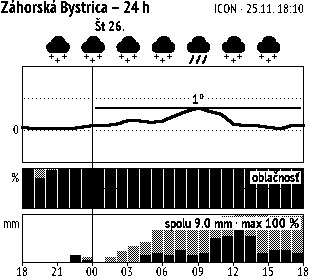 Záhorská Bystrica – 24 h
ICON · 25.11. 18:10
Št 26.
1°
0
%
oblačnosť
mm
spolu 9.0 mm · max 100 %
18 21 00 03 06 09 12 15 18